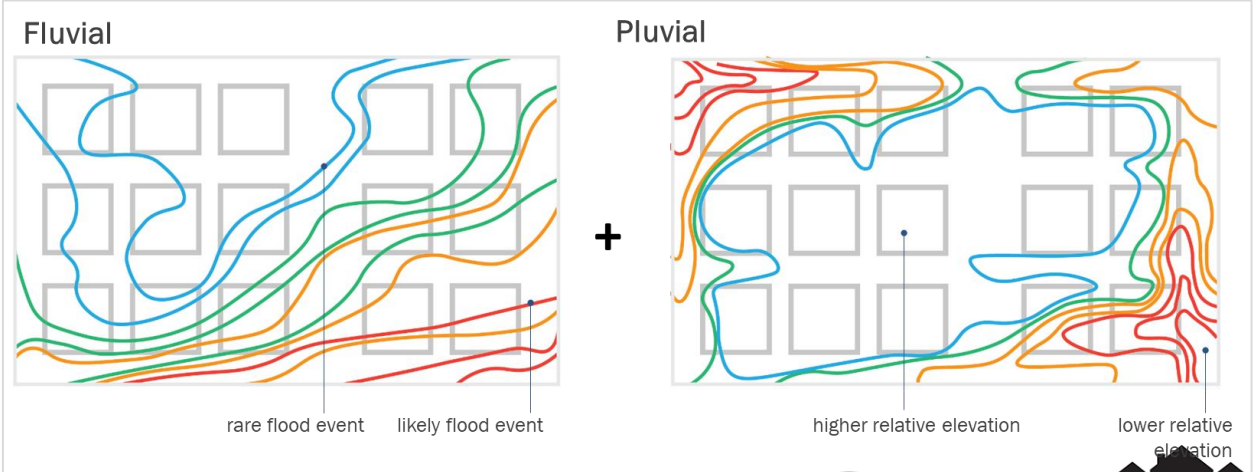 Fluvial
Pluvial
+
rare flood event
likely flood event
higher relative elevation
lower relative
elevation